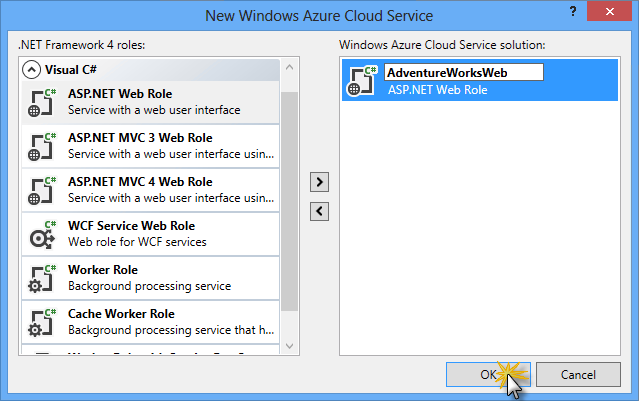 New Windows Azure Cloud Service
?
.NET Framework 4 roles:
Visual C#
C#
ASP.NET Web Role
Service with a web user interface
C#
ASP.NET MVC 3 Web Role
Service with a web user interface usin...
C#
ASP.NET MVC 4 Web Role
Service with a web user interface usin...
C#
WCF Service Web Role
Web role for WCF services
C#
Worker Role
Background processing service
C#
Cache Worker Role
Background processing service that h...
Windows Azure Cloud Service solution:
C#
AdventureWorksWeb
ASP.NET Web Role
OK
Cancel